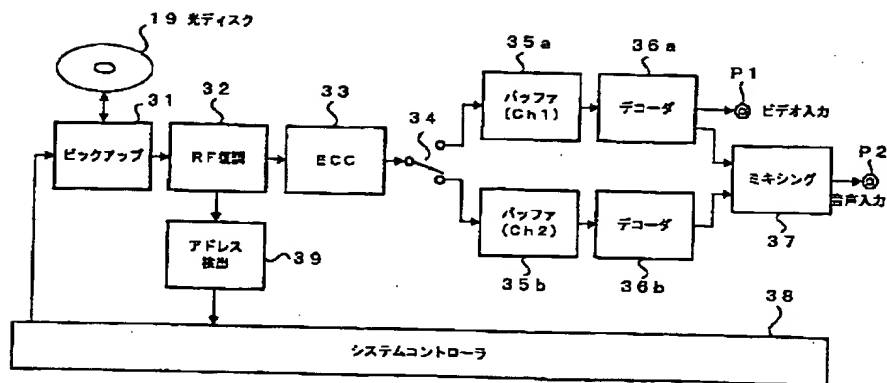 19 光ディスク
31
ピックアップ
32
RF復調
33
ECC
34
35a
バッファ
(Ch1)
36a
デコーダ
P1
ビデオ入力
バッファ
(Ch2)
35b
デコーダ
36b
ミキシング
37
P2
音声入力
アドレス
検出
39
38
システムコントローラ